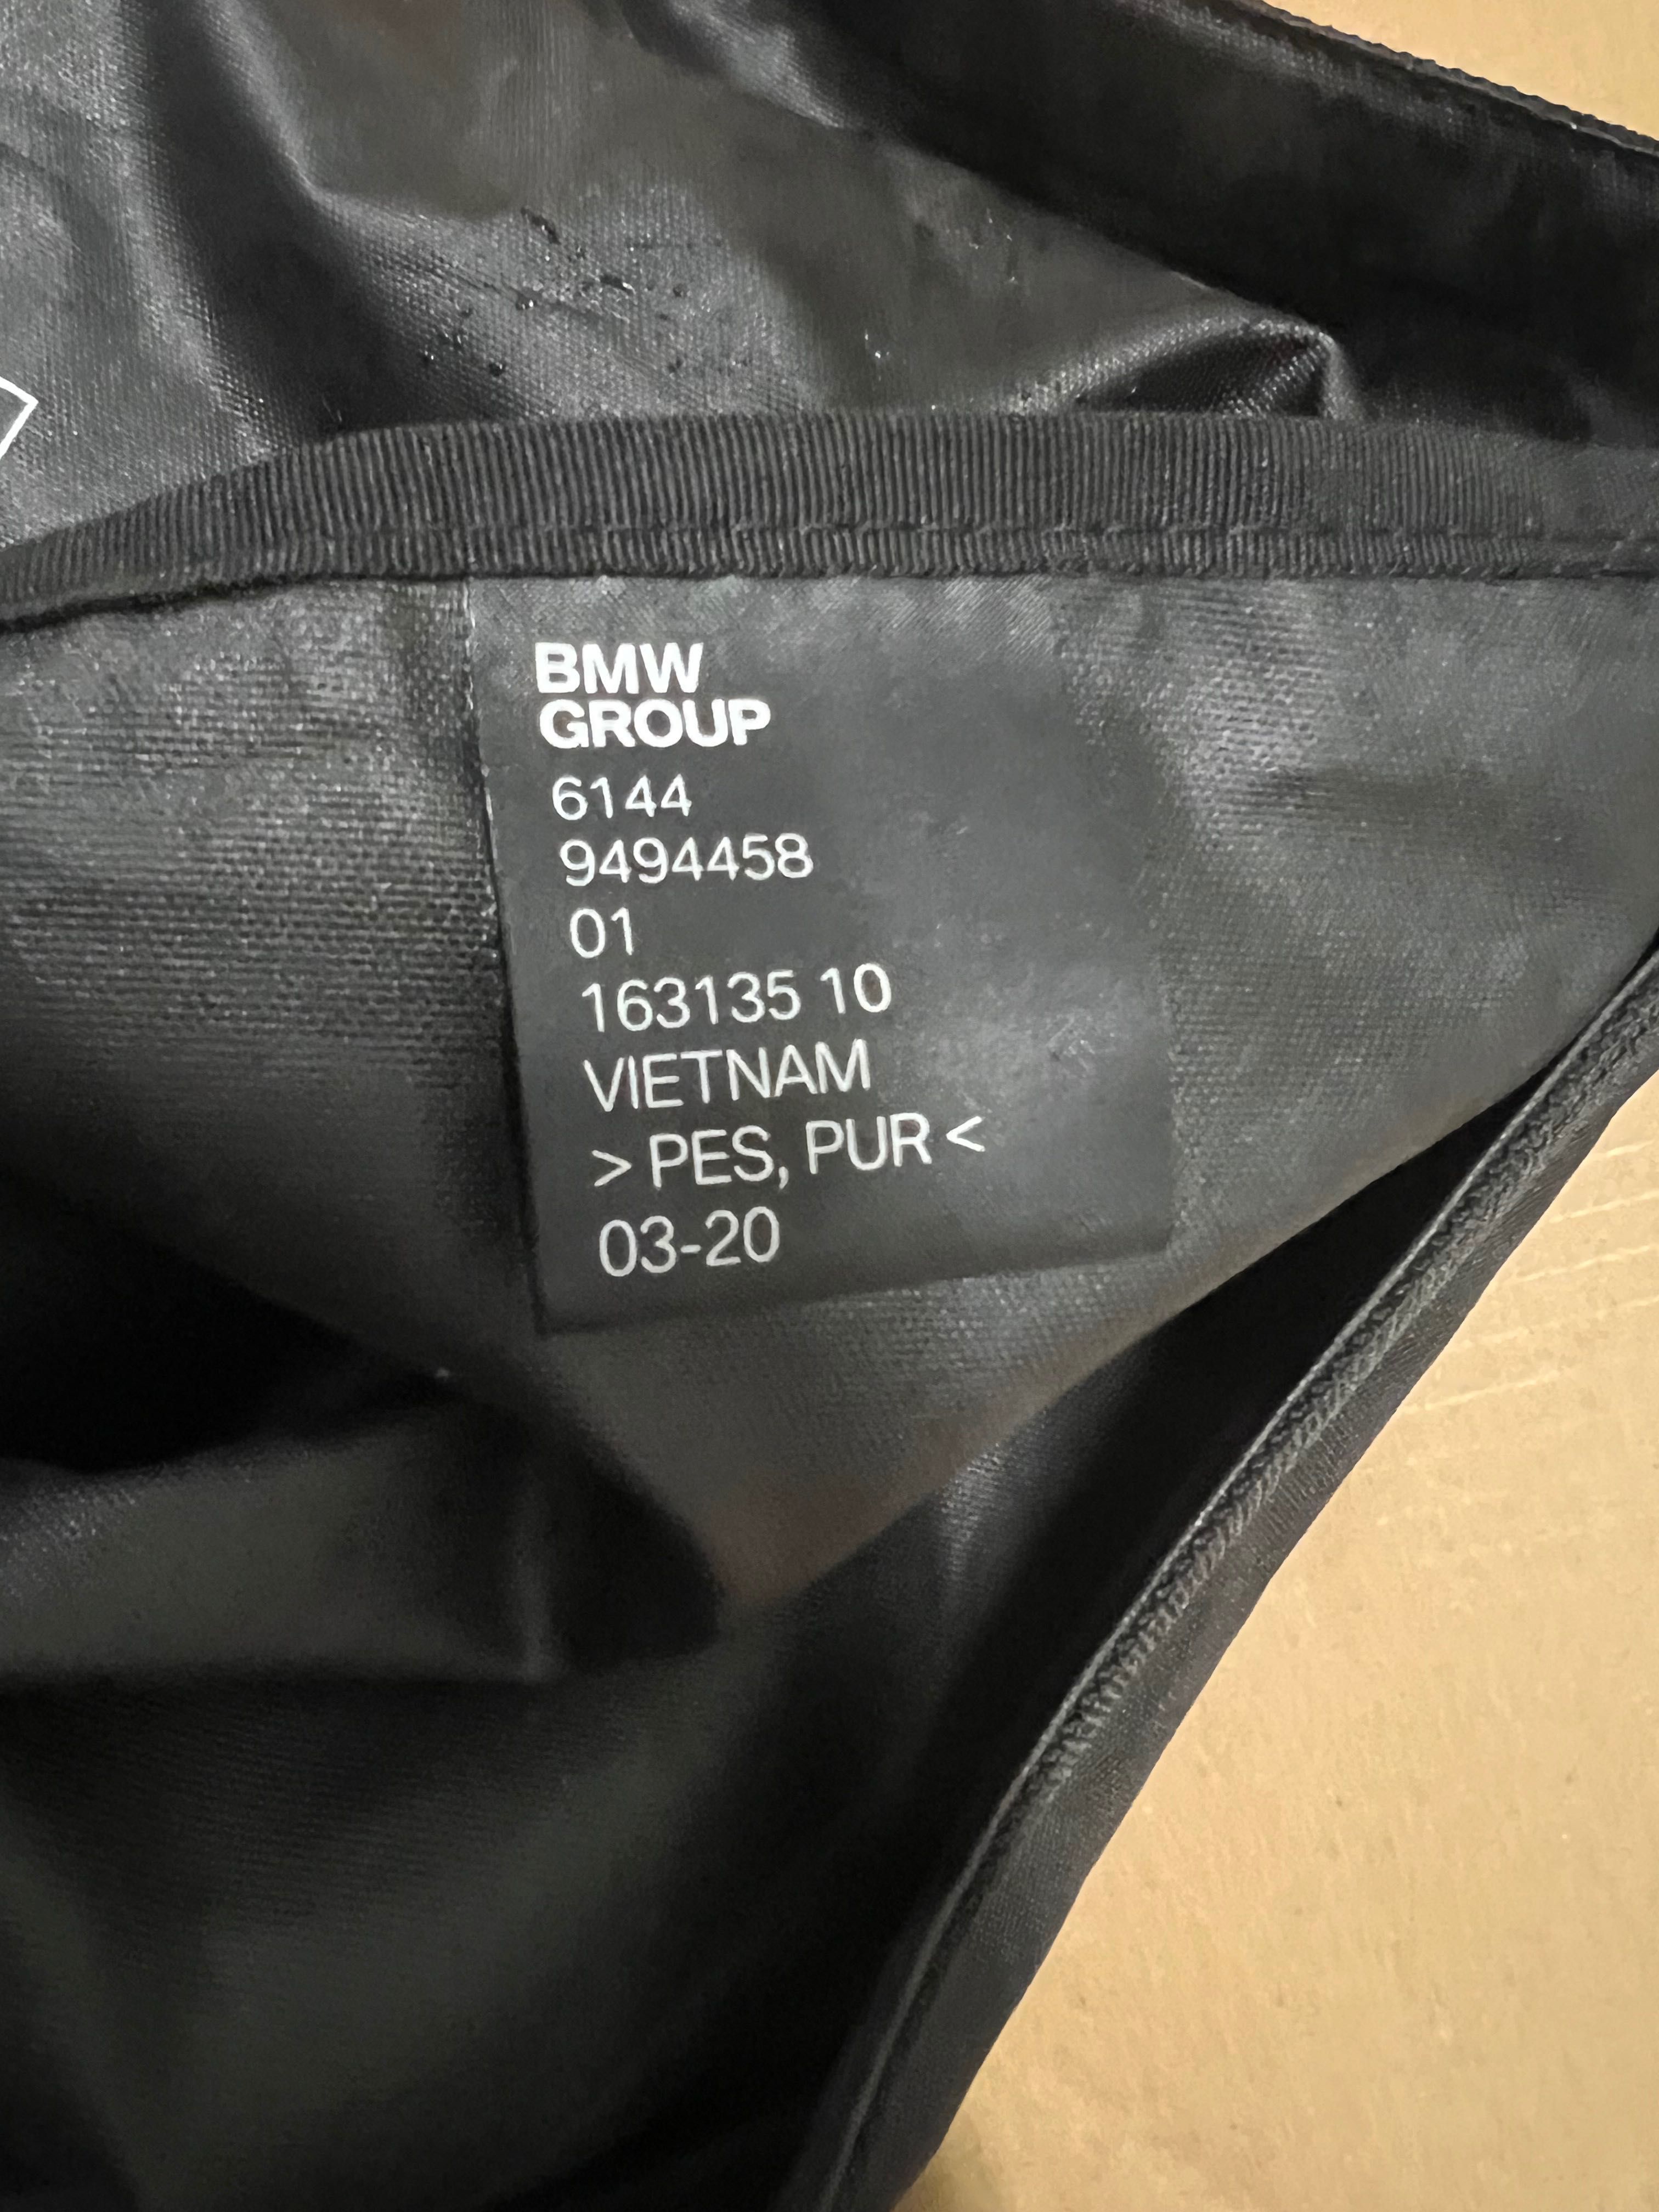 BMW
GROUP
6144
9494458
01
163135 10
VIETNAM
> PES, PUR <
03-20